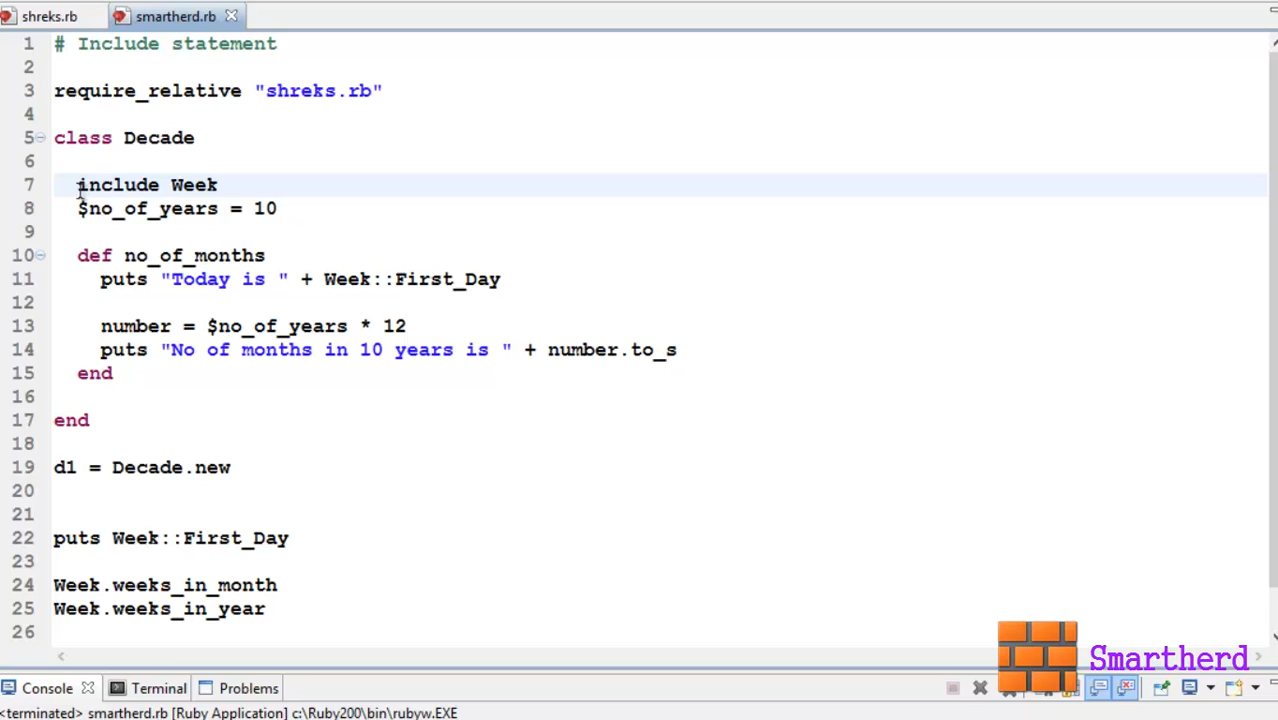 shreks.rb
smartherd.rb
1 # Include statement
2
3 require_relative "shreks.rb"
4
5 class Decade
6
7 include Week
8 $no_of_years = 10
9
10 def no_of_months
11 puts "Today is " + Week::First_Day
12
13 number = $no_of_years * 12
14 puts "No of months in 10 years is " + number.to_s
15 end
16
17 end
18
19 d1 = Decade.new
20
21
22 puts Week::First_Day
23
24 Week.weeks_in_month
25 Week.weeks_in_year
26
Smartherd
Console Terminal Problems
<terminated> smartherd.rb [Ruby Application] c:\Ruby200\bin\rubyw.EXE